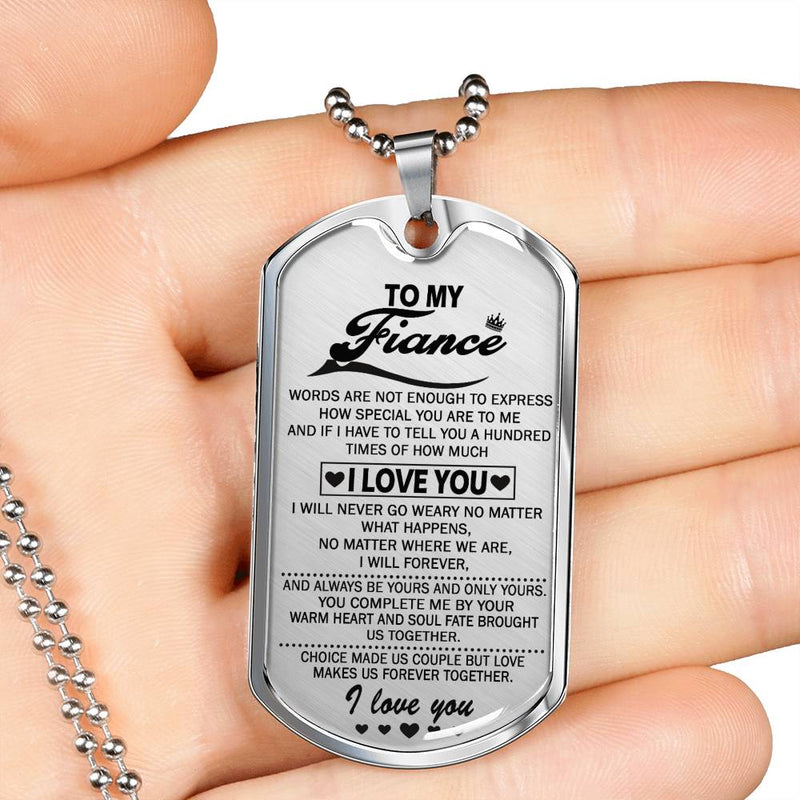 TO MY
Fiance
WORDS ARE NOT ENOUGH TO EXPRESS
HOW SPECIAL YOU ARE TO ME
AND IF I HAVE TO TELL YOU A HUNDRED
TIMES OF HOW MUCH
I LOVE YOU
I WILL NEVER GO WEARY NO MATTER
WHAT HAPPENS,
NO MATTER WHERE WE ARE,
I WILL FOREVER,
AND ALWAYS BE YOURS AND ONLY YOURS.
YOU COMPLETE ME BY YOUR
WARM HEART AND SOUL FATE BROUGHT
US TOGETHER.
CHOICE MADE US COUPLE BUT LOVE
MAKES US FOREVER TOGETHER.
I love you